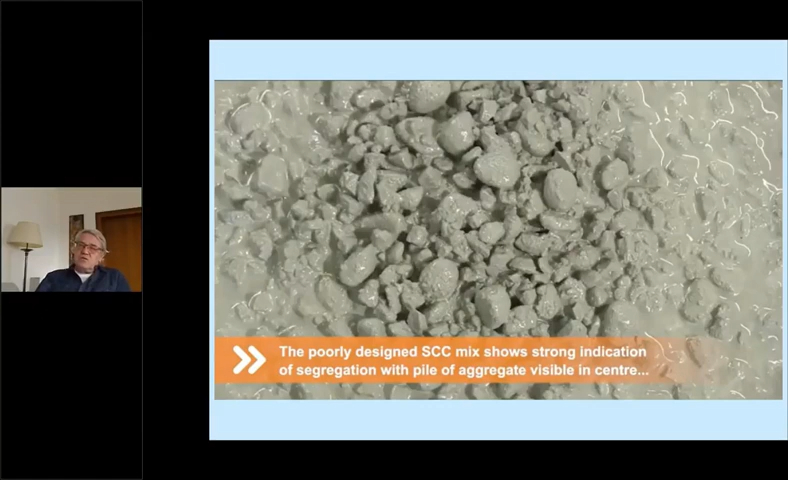 The poorly designed SCC mix shows strong indication
of segregation with pile of aggregate visible in centre...